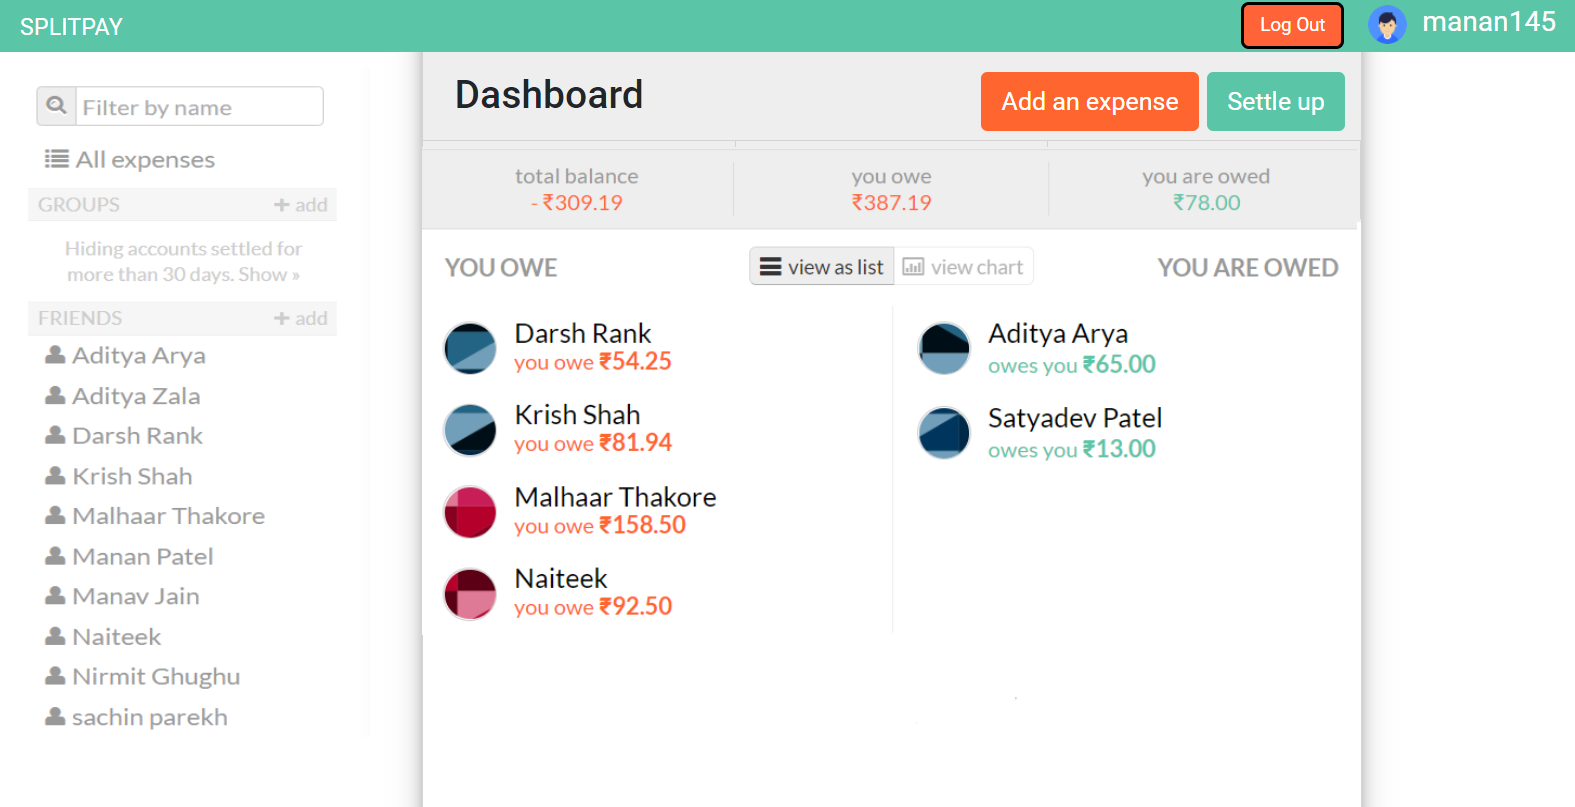 SPLITPAY
Log Out
manan145
Filter by name
All expenses
GROUPS
+ add
Hiding accounts settled for
more than 30 days. Show »
FRIENDS
+ add
Aditya Arya
Aditya Zala
Darsh Rank
Krish Shah
Malhaar Thakore
Manan Patel
Manav Jain
Naiteek
Nirmit Ghughu
sachin parekh
Dashboard
Add an expense
Settle up
total balance
- ₹309.19
you owe
₹387.19
you are owed
₹78.00
YOU OWE
view as list
view chart
YOU ARE OWED
Darsh Rank
you owe ₹54.25
Krish Shah
you owe ₹81.94
Malhaar Thakore
you owe ₹158.50
Naiteek
you owe ₹92.50
Aditya Arya
owes you ₹65.00
Satyadev Patel
owes you ₹13.00